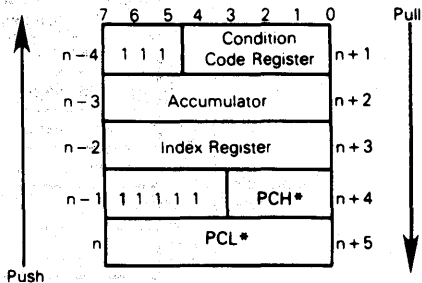 7 6 5 4 3 2 1 0 Pull
n-4 1 1 1 Condition Code Register n+1
n-3 Accumulator n+2
n-2 Index Register n+3
n-1 1 1 1 1 1 PCH* n+4
n PCL* n+5
Push